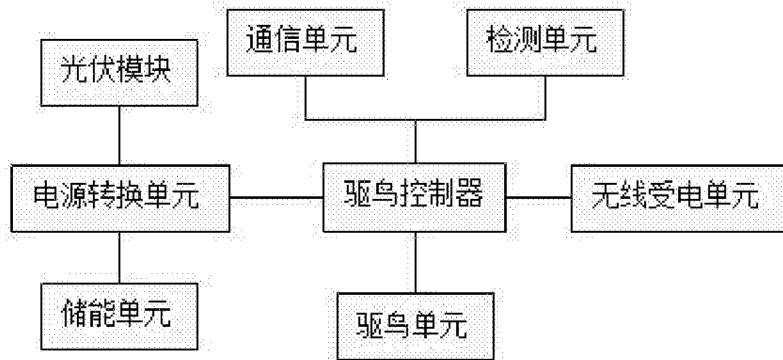 通信单元
检测单元
光伏模块
电源转换单元
驱鸟控制器
无线受电单元
储能单元
驱鸟单元